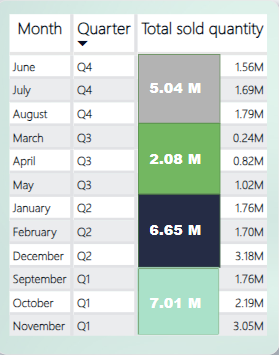 Month Quarter Total sold quantity
June Q4 1.56M
July Q4 5.04 M 1.69M
August Q4 1.79M
March Q3 0.24M
April Q3 2.08 M 0.82M
May Q3 1.02M
January Q2 1.76M
February Q2 6.65 M 1.70M
December Q2 3.18M
September Q1 1.76M
October Q1 7.01 M 2.19M
November Q1 3.05M